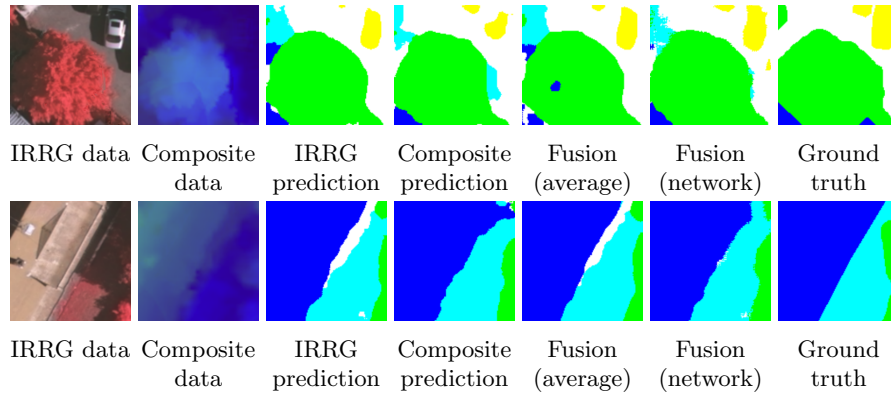 IRRG data Composite data IRRG prediction Composite prediction Fusion (average) Fusion (network) Ground truth
IRRG data Composite data IRRG prediction Composite prediction Fusion (average) Fusion (network) Ground truth